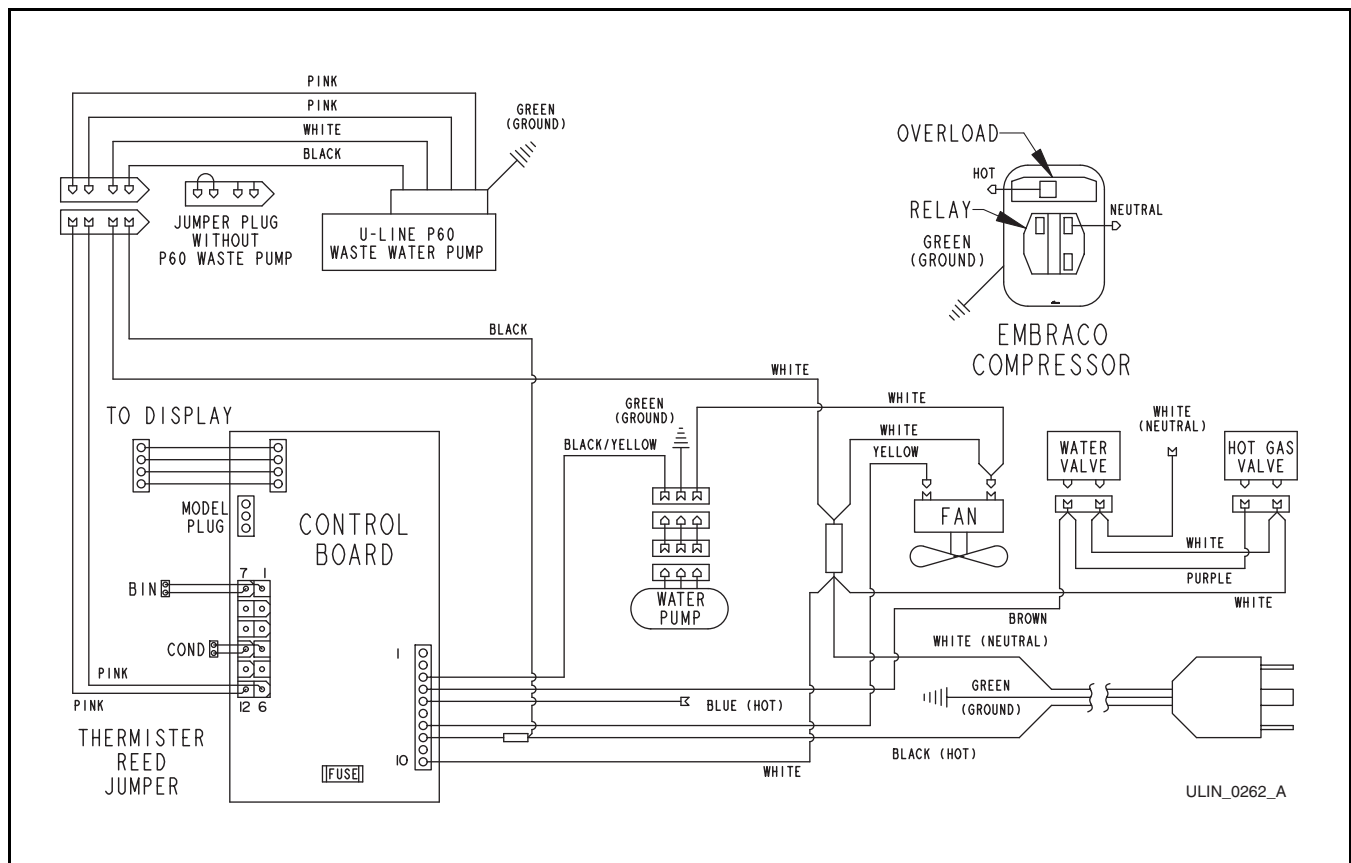 PINK
PINK
WHITE
BLACK
GREEN
(GROUND)
JUMPER PLUG
WITHOUT
P60 WASTE PUMP
U-LINE P60
WASTE WATER PUMP
OVERLOAD
HOT
RELAY
NEUTRAL
GREEN
(GROUND)
EMBRACO
COMPRESSOR
BLACK
WHITE
TO DISPLAY
GREEN
(GROUND)
BLACK/YELLOW
WHITE
WHITE
YELLOW
WHITE
(NEUTRAL)
WATER
VALVE
HOT GAS
VALVE
MODEL
PLUG
CONTROL
BOARD
FAN
WHITE
PURPLE
WHITE
7 1
BIN
WATER
PUMP
BROWN
WHITE (NEUTRAL)
COND
1
PINK
PINK
12 6
BLUE (HOT)
GREEN
(GROUND)
THERMISTER
REED
JUMPER
BLACK (HOT)
10
WHITE
FUSE
ULIN_0262_A